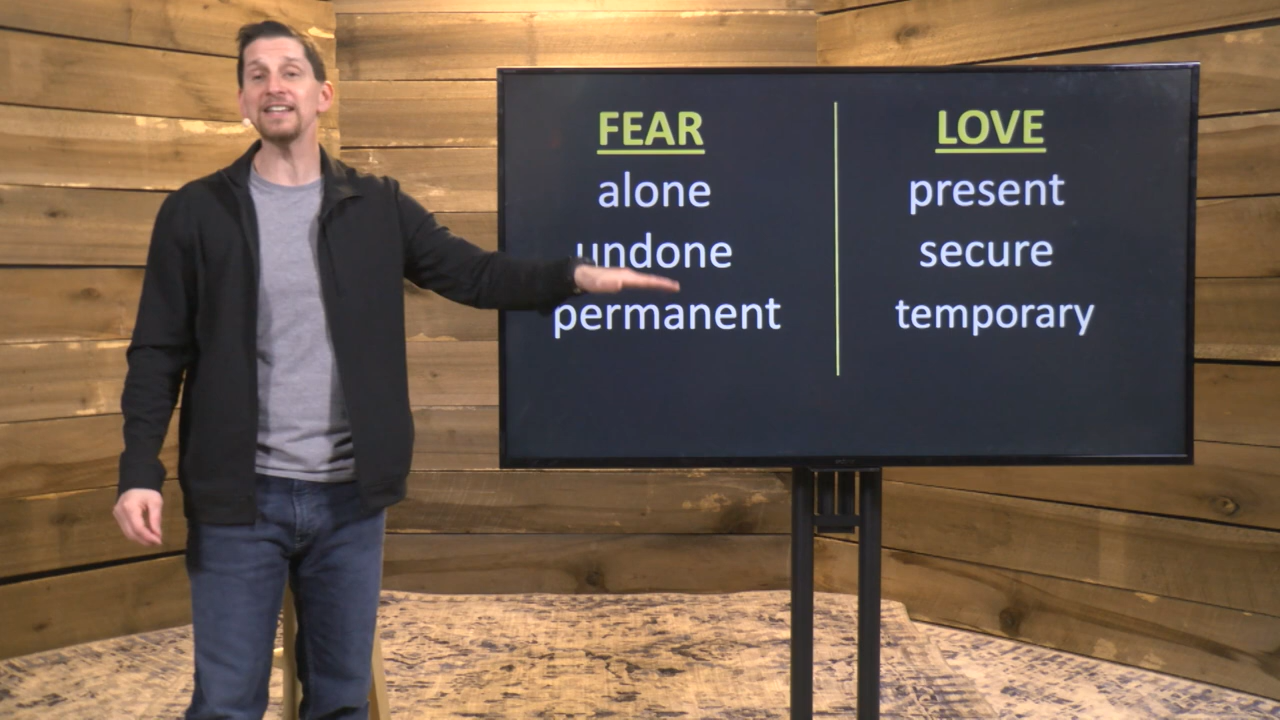 FEAR
alone
undone
permanent
LOVE
present
secure
temporary